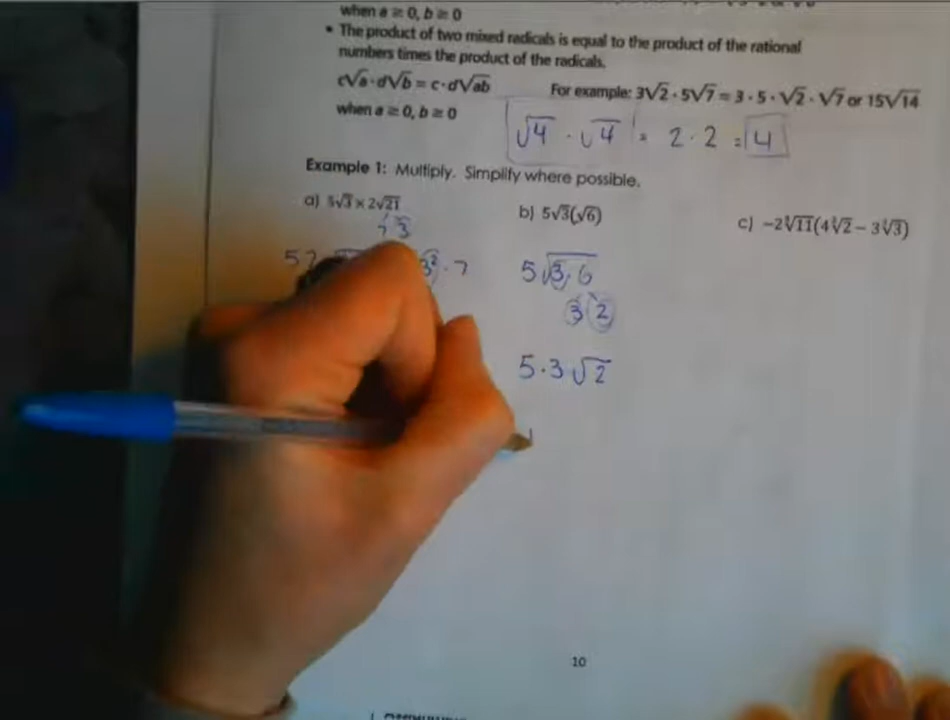 when a ≥ 0, b ≥ 0
• The product of two mixed radicals is equal to the product of the rational
numbers times the product of the radicals.
c√a · d√b = c · d√ab For example: 3√2 · 5√7 = 3 · 5 · √2 · √7 or 15√14
when a ≥ 0, b ≥ 0
√4 · √4 = 2 · 2 = 4
Example 1: Multiply. Simplify where possible.
a) 5√3 × 2√21 b) 5√3(√6) c) −2∛11(4∛2 − 3∛3)
7 3
5 3² · 7 5√3·6
3 2
5·3√2
10